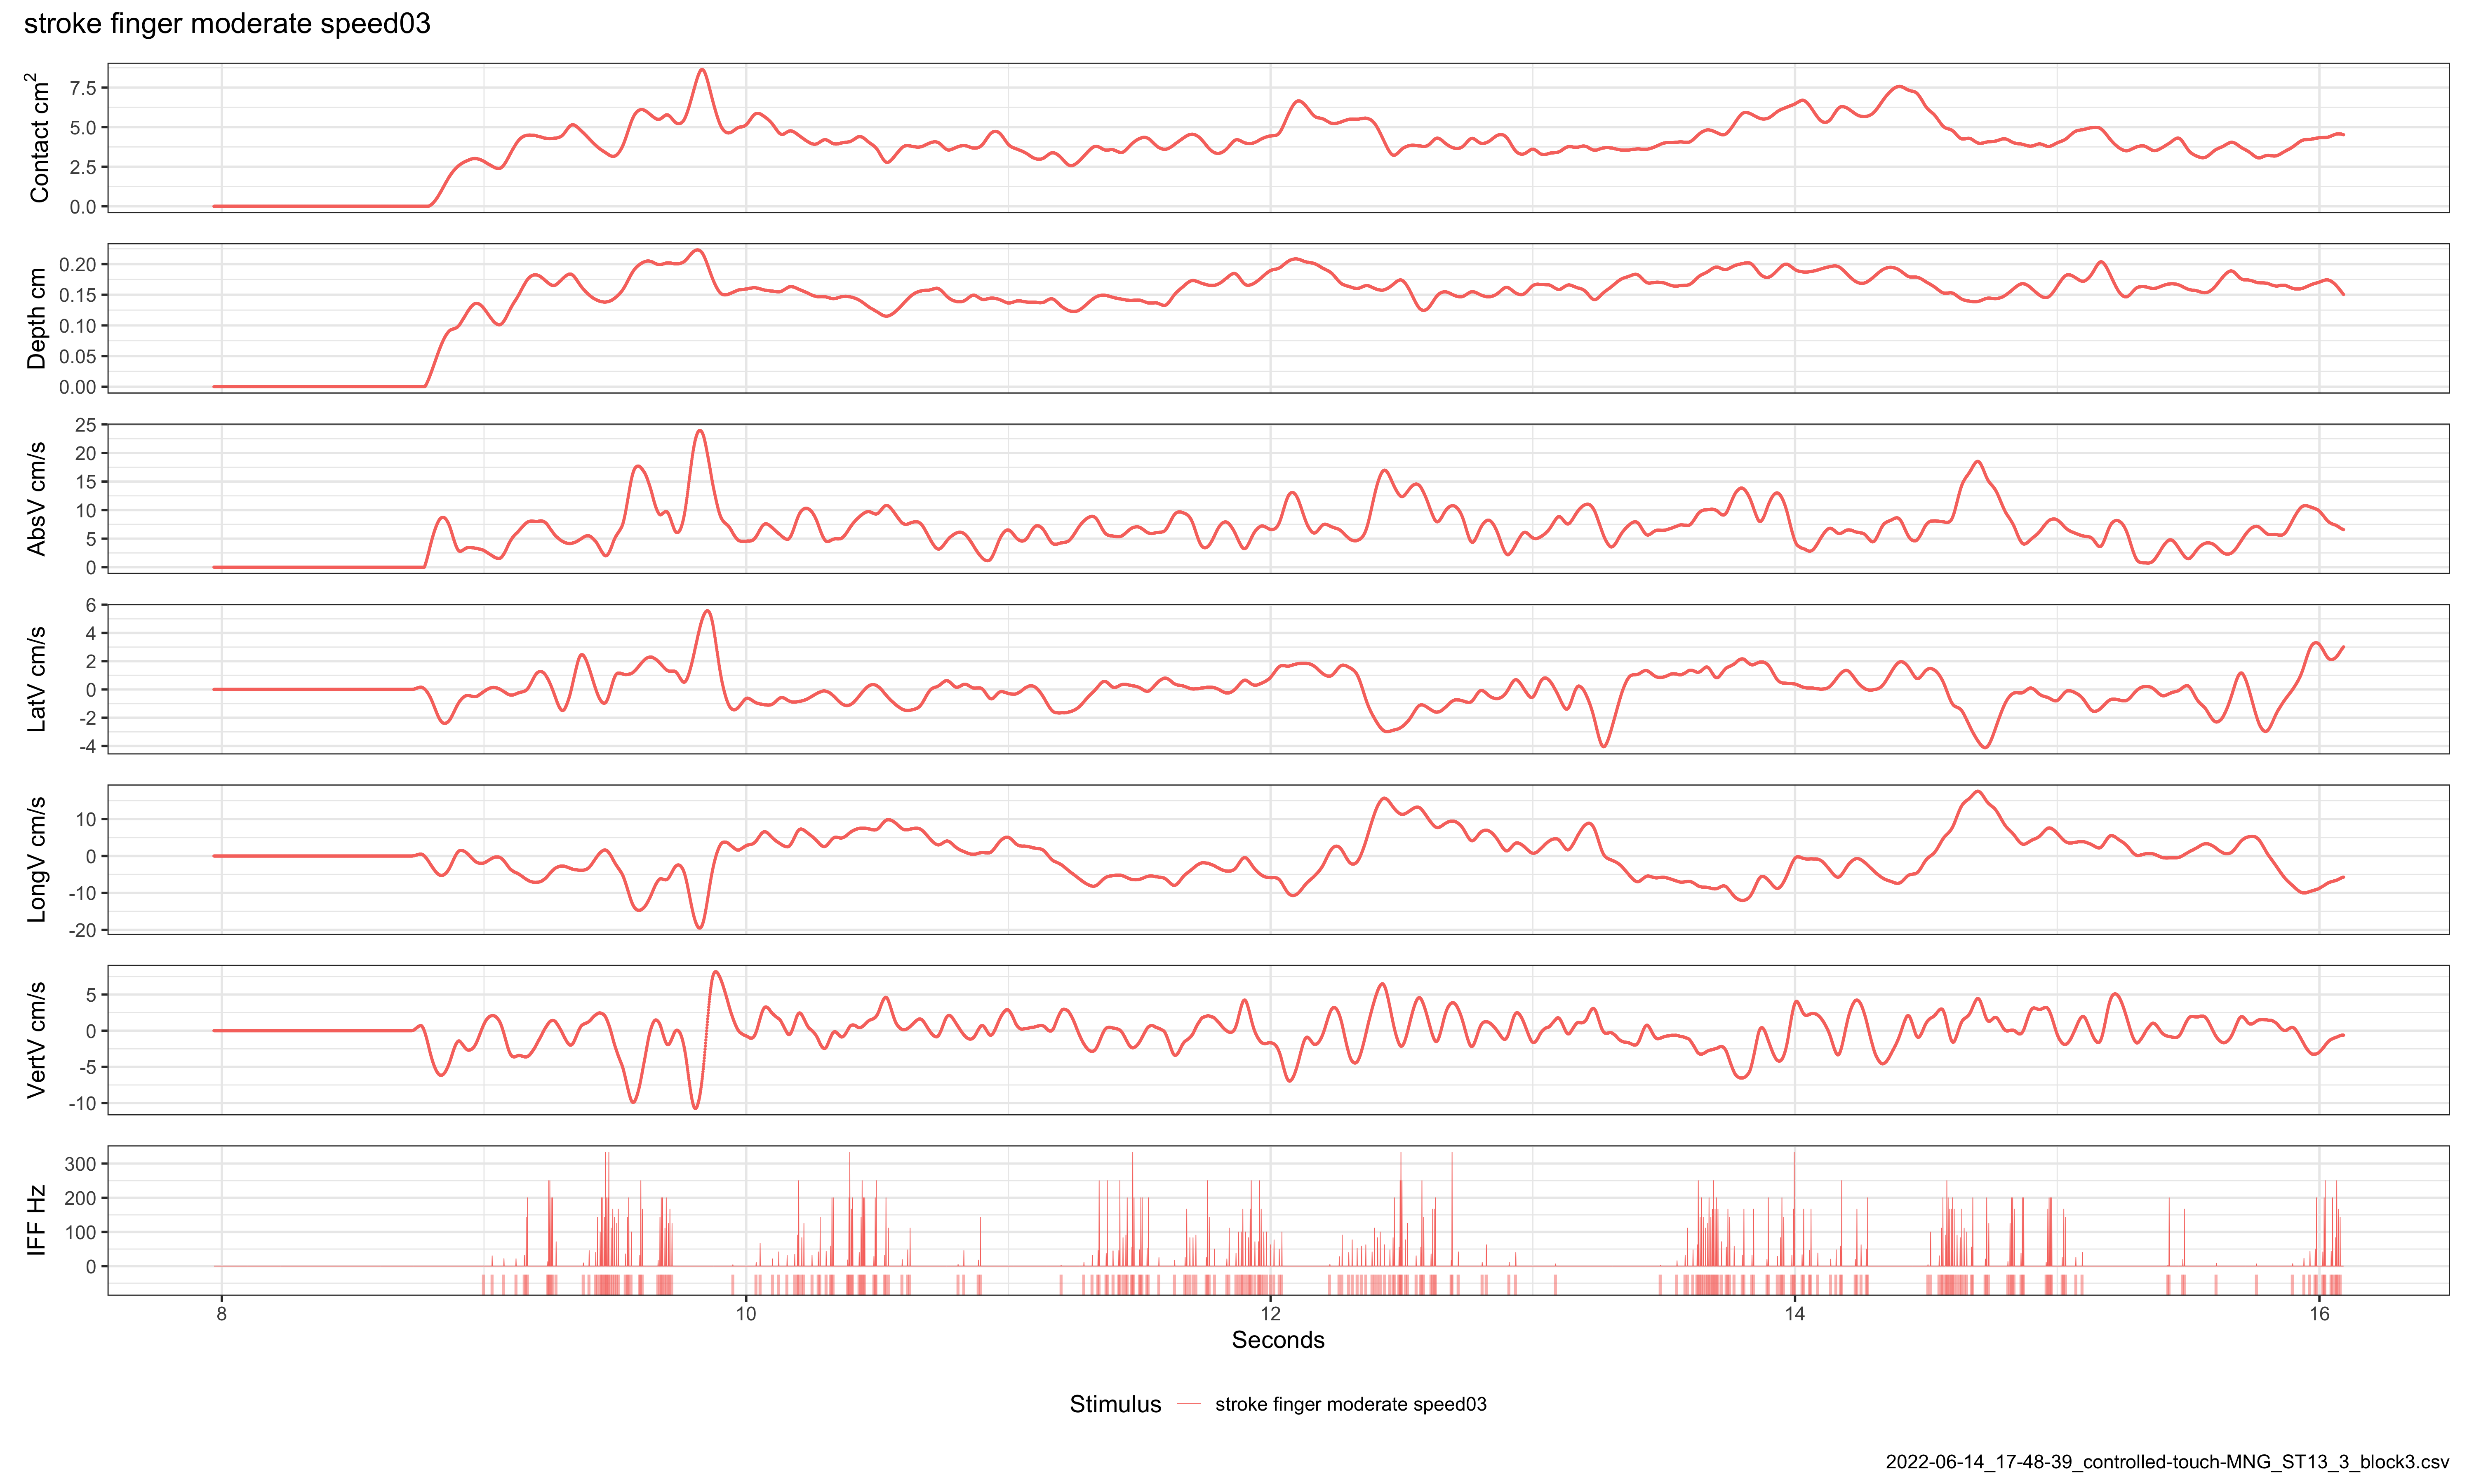 stroke finger moderate speed03
Contact cm²
7.5
5.0
2.5
0.0
Depth cm
0.20
0.15
0.10
0.05
0.00
AbsV cm/s
25
20
15
10
5
0
LatV cm/s
6
4
2
0
-2
-4
LongV cm/s
10
0
-10
-20
VertV cm/s
5
0
-5
-10
IFF Hz
300
200
100
0
8 10 12 14 16
Seconds
Stimulus stroke finger moderate speed03
2022-06-14_17-48-39_controlled-touch-MNG_ST13_3_block3.csv